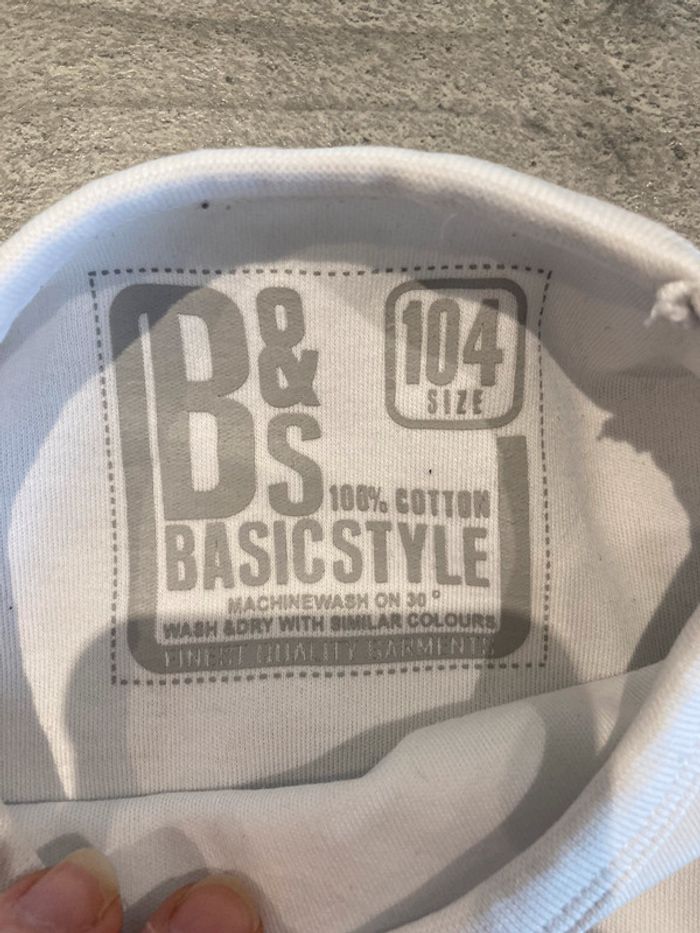 B&S
104
SIZE
100% COTTON
BASICSTYLE
MACHINEWASH ON 30°
WASH &DRY WITH SIMILAR COLOURS
FINEST QUALITY GARMENTS